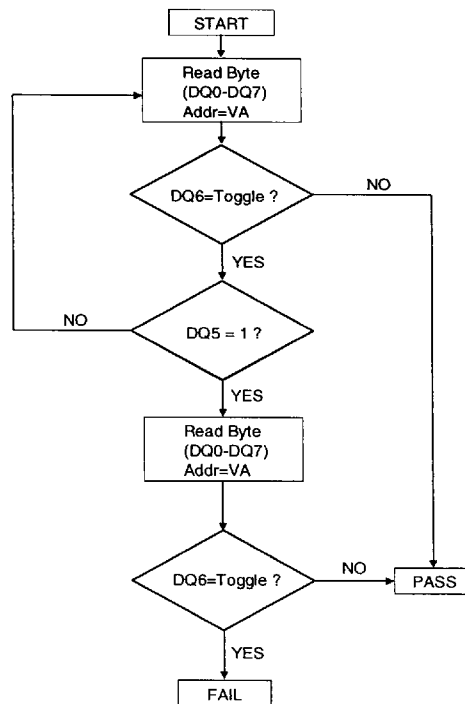 START
Read Byte
(DQ0-DQ7)
Addr=VA
DQ6=Toggle ?
NO
YES
NO
DQ5 = 1 ?
YES
Read Byte
(DQ0-DQ7)
Addr=VA
DQ6=Toggle ?
NO
PASS
YES
FAIL